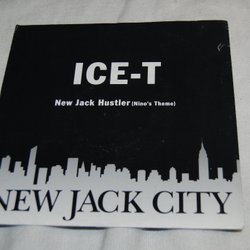 ICE-T
New Jack Hustler (Nino's Theme)
NEW JACK CITY